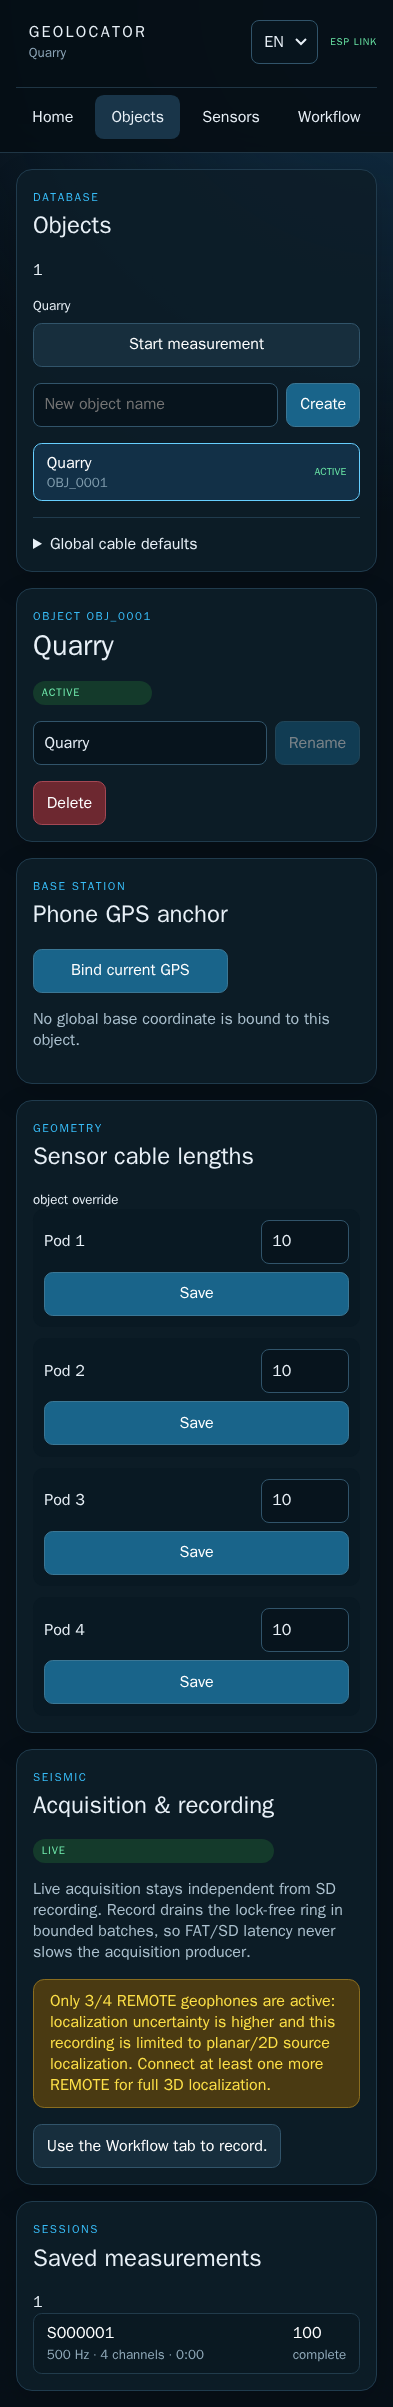 GEOLOCATOR
Quarry
EN
ESP LINK
Home
Objects
Sensors
Workflow
DATABASE
Objects
1
Quarry
Start measurement
New object name
Create
Quarry
OBJ_0001
ACTIVE
Global cable defaults
OBJECT OBJ_0001
Quarry
ACTIVE
Quarry
Rename
Delete
BASE STATION
Phone GPS anchor
Bind current GPS
No global base coordinate is bound to this
object.
GEOMETRY
Sensor cable lengths
object override
Pod 1
10
Save
Pod 2
10
Save
Pod 3
10
Save
Pod 4
10
Save
SEISMIC
Acquisition & recording
LIVE
Live acquisition stays independent from SD
recording. Record drains the lock-free ring in
bounded batches, so FAT/SD latency never
slows the acquisition producer.
Only 3/4 REMOTE geophones are active:
localization uncertainty is higher and this
recording is limited to planar/2D source
localization. Connect at least one more
REMOTE for full 3D localization.
Use the Workflow tab to record.
SESSIONS
Saved measurements
1
S000001
100
500 Hz · 4 channels · 0:00
complete